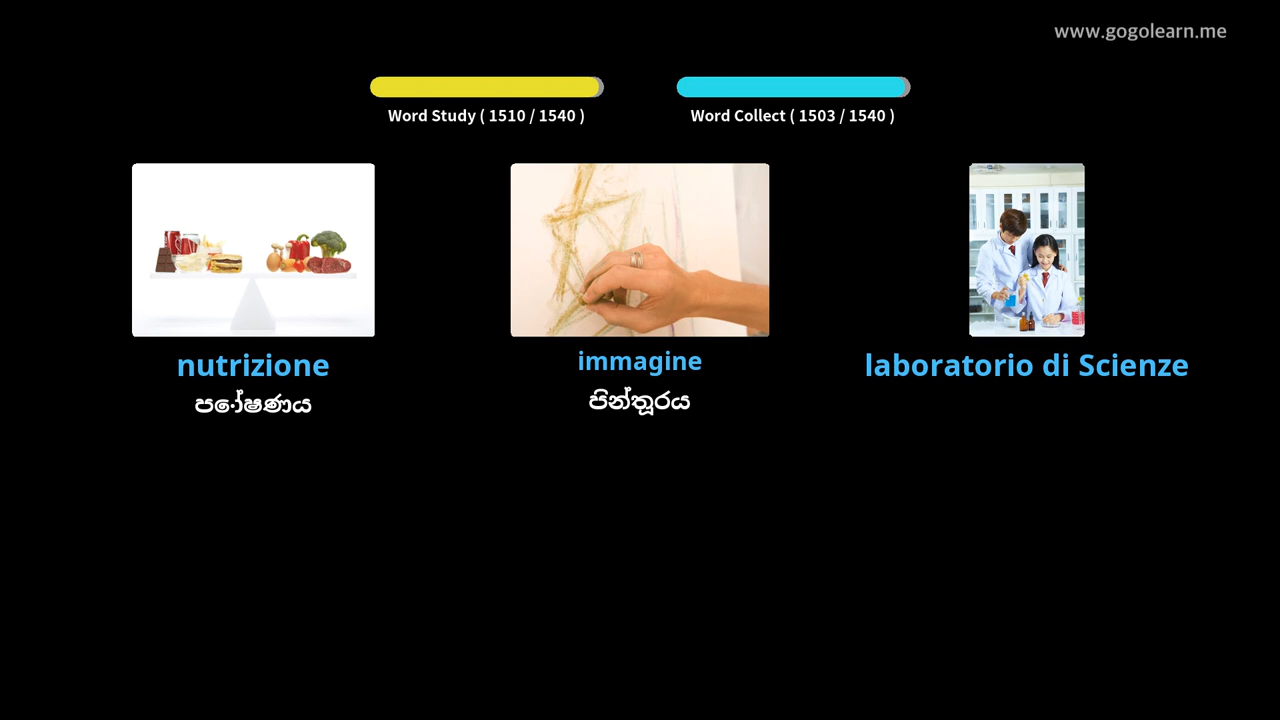 www.gogolearn.me
Word Study ( 1510 / 1540 )
Word Collect ( 1503 / 1540 )
nutrizione
immagine
laboratorio di Scienze
පෝෂණය
පින්තූරය